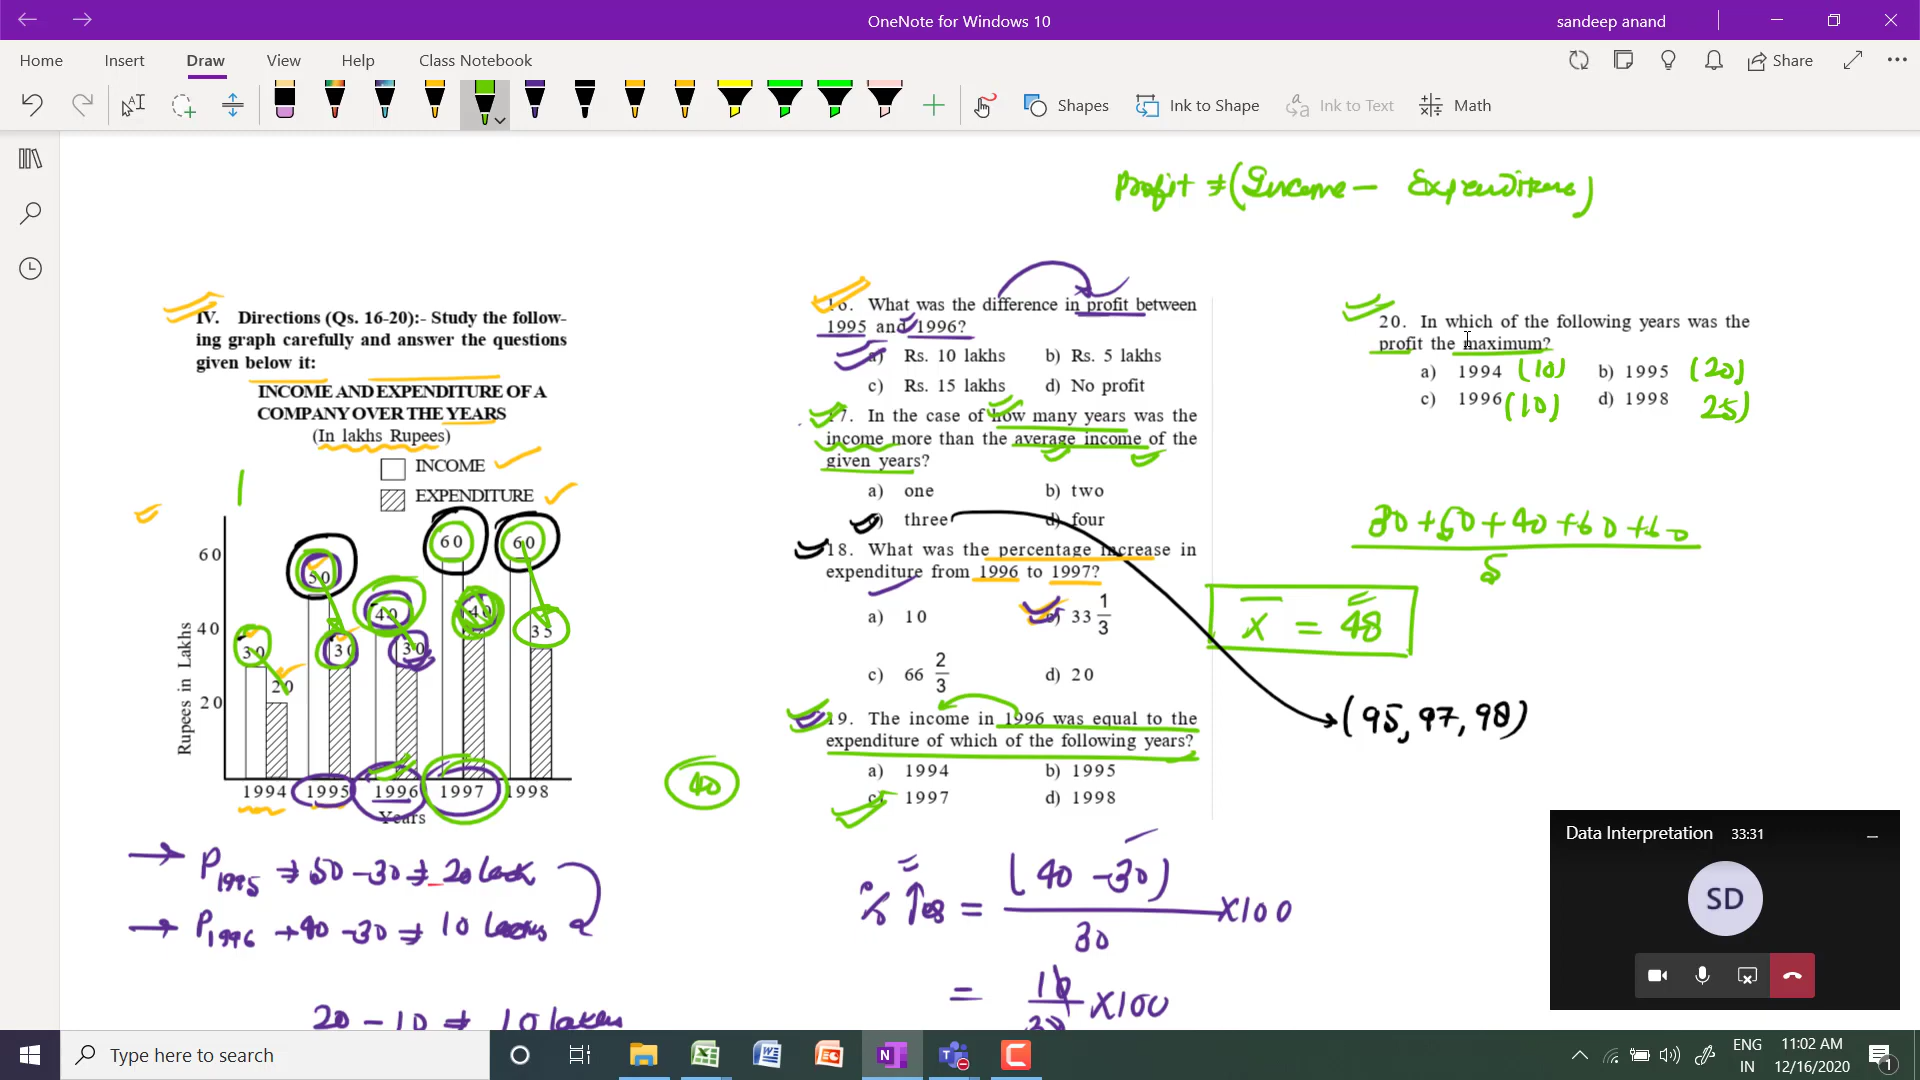 OneNote for Windows 10
sandeep anand
Home Insert Draw View Help Class Notebook
Share
Shapes Ink to Shape Ink to Text Math
Profit ⇒ (Income - Expenditure)
IV. Directions (Qs. 16-20):- Study the follow-
ing graph carefully and answer the questions
given below it:
INCOME AND EXPENDITURE OF A
COMPANY OVER THE YEARS
(In lakhs Rupees)
INCOME
EXPENDITURE
Rupees in Lakhs
60
40
20
30 20
50 30
40 30
60 40
60 35
1994 1995 1996 1997 1998
Years
40
P1995 ⇒ 50 - 30 ⇒ 20 lakh
P1996 → 40 - 30 ⇒ 10 lakhs
20 - 10 ⇒ 10 lakhs
16. What was the difference in profit between
1995 and 1996?
a) Rs. 10 lakhs b) Rs. 5 lakhs
c) Rs. 15 lakhs d) No profit
17. In the case of how many years was the
income more than the average income of the
given years?
a) one b) two
c) three d) four
18. What was the percentage increase in
expenditure from 1996 to 1997?
a) 10 b) 33 1/3
c) 66 2/3 d) 20
19. The income in 1996 was equal to the
expenditure of which of the following years?
a) 1994 b) 1995
c) 1997 d) 1998
= (40 - 30)
30
×100
= 10
30
×100
20. In which of the following years was the
profit the maximum?
a) 1994 (10) b) 1995 (20)
c) 1996 (10) d) 1998 25)
30 + 50 + 40 + 60 + 60
5
x̄ = 48
(95, 97, 98)
Data Interpretation 33:31
SD
Type here to search
ENG
IN
11:02 AM
12/16/2020
1